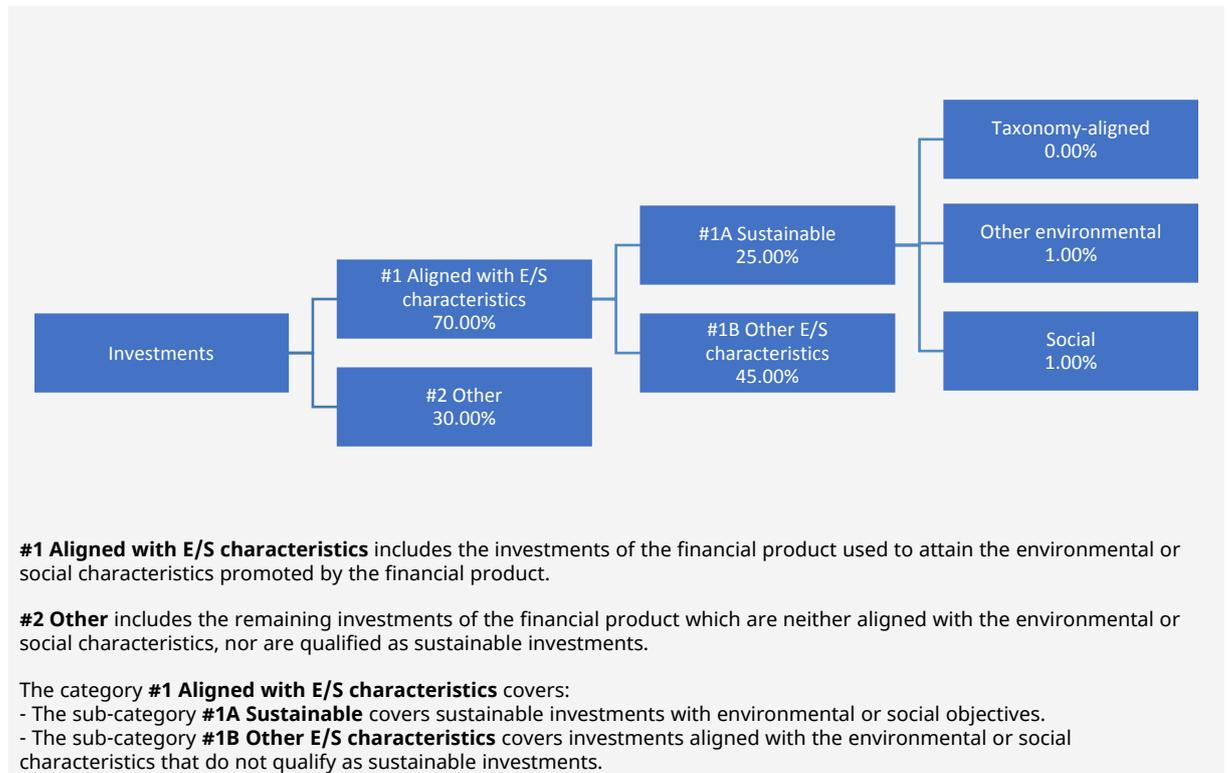 Taxonomy-aligned
0.00%
#1A Sustainable
25.00%
Other environmental
1.00%
#1 Aligned with E/S
characteristics
70.00%
Investments
#1B Other E/S
characteristics
45.00%
Social
1.00%
#2 Other
30.00%
#1 Aligned with E/S characteristics includes the investments of the financial product used to attain the environmental or
social characteristics promoted by the financial product.
#2 Other includes the remaining investments of the financial product which are neither aligned with the environmental or
social characteristics, nor are qualified as sustainable investments.
The category #1 Aligned with E/S characteristics covers:
- The sub-category #1A Sustainable covers sustainable investments with environmental or social objectives.
- The sub-category #1B Other E/S characteristics covers investments aligned with the environmental or social
characteristics that do not qualify as sustainable investments.